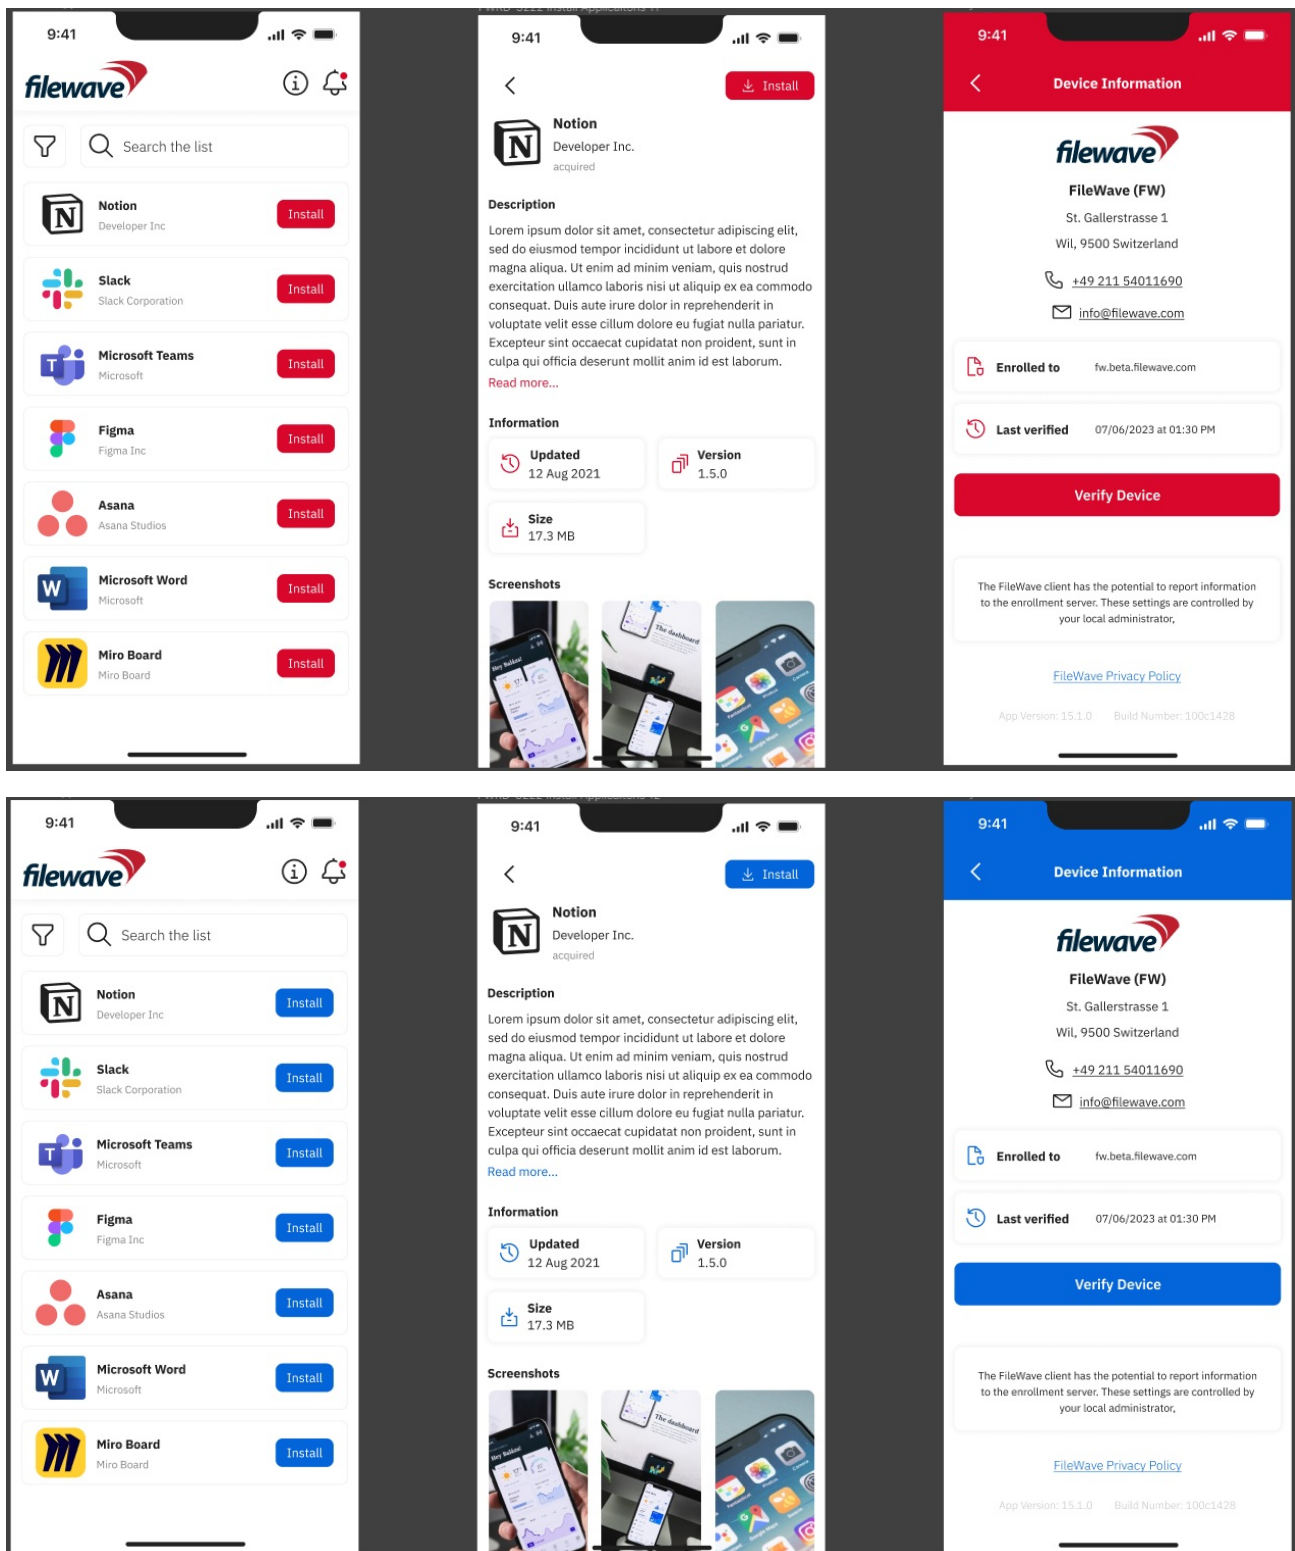 9:41
filewave
Search the list
Notion
Developer Inc
Install
Slack
Slack Corporation
Install
Microsoft Teams
Microsoft
Install
Figma
Figma Inc
Install
Asana
Asana Studios
Install
Microsoft Word
Microsoft
Install
Miro Board
Miro Board
Install
9:41
Install
Notion
Developer Inc.
acquired
Description
Lorem ipsum dolor sit amet, consectetur adipiscing elit,
sed do eiusmod tempor incididunt ut labore et dolore
magna aliqua. Ut enim ad minim veniam, quis nostrud
exercitation ullamco laboris nisi ut aliquip ex ea commodo
consequat. Duis aute irure dolor in reprehenderit in
voluptate velit esse cillum dolore eu fugiat nulla pariatur.
Excepteur sint occaecat cupidatat non proident, sunt in
culpa qui officia deserunt mollit anim id est laborum.
Read more...
Information
Updated
12 Aug 2021
Version
1.5.0
Size
17.3 MB
Screenshots
The dashboard
9:41
Device Information
filewave
FileWave (FW)
St. Gallerstrasse 1
Wil, 9500 Switzerland
+49 211 54011690
info@filewave.com
Enrolled to fw.beta.filewave.com
Last verified 07/06/2023 at 01:30 PM
Verify Device
The FileWave client has the potential to report information
to the enrollment server. These settings are controlled by
your local administrator,
FileWave Privacy Policy
App Version: 15.1.0 Build Number: 100c1428
9:41
filewave
Search the list
Notion
Developer Inc
Install
Slack
Slack Corporation
Install
Microsoft Teams
Microsoft
Install
Figma
Figma Inc
Install
Asana
Asana Studios
Install
Microsoft Word
Microsoft
Install
Miro Board
Miro Board
Install
9:41
Install
Notion
Developer Inc.
acquired
Description
Lorem ipsum dolor sit amet, consectetur adipiscing elit,
sed do eiusmod tempor incididunt ut labore et dolore
magna aliqua. Ut enim ad minim veniam, quis nostrud
exercitation ullamco laboris nisi ut aliquip ex ea commodo
consequat. Duis aute irure dolor in reprehenderit in
voluptate velit esse cillum dolore eu fugiat nulla pariatur.
Excepteur sint occaecat cupidatat non proident, sunt in
culpa qui officia deserunt mollit anim id est laborum.
Read more...
Information
Updated
12 Aug 2021
Version
1.5.0
Size
17.3 MB
Screenshots
The dashboard
9:41
Device Information
filewave
FileWave (FW)
St. Gallerstrasse 1
Wil, 9500 Switzerland
+49 211 54011690
info@filewave.com
Enrolled to fw.beta.filewave.com
Last verified 07/06/2023 at 01:30 PM
Verify Device
The FileWave client has the potential to report information
to the enrollment server. These settings are controlled by
your local administrator,
FileWave Privacy Policy
App Version: 15.1.0 Build Number: 100c1428